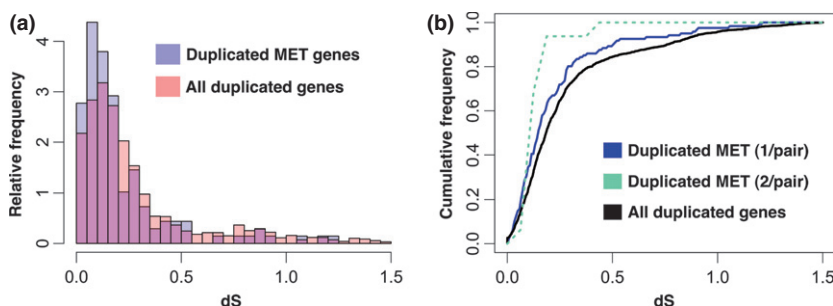 (a)
Relative frequency
4
3
2
1
0
Duplicated MET genes
All duplicated genes
0.0 0.5 1.0 1.5
dS
(b)
Cumulative frequency
1.0
0.8
0.6
0.4
0.2
0.0
Duplicated MET (1/pair)
Duplicated MET (2/pair)
All duplicated genes
0.0 0.5 1.0 1.5
dS